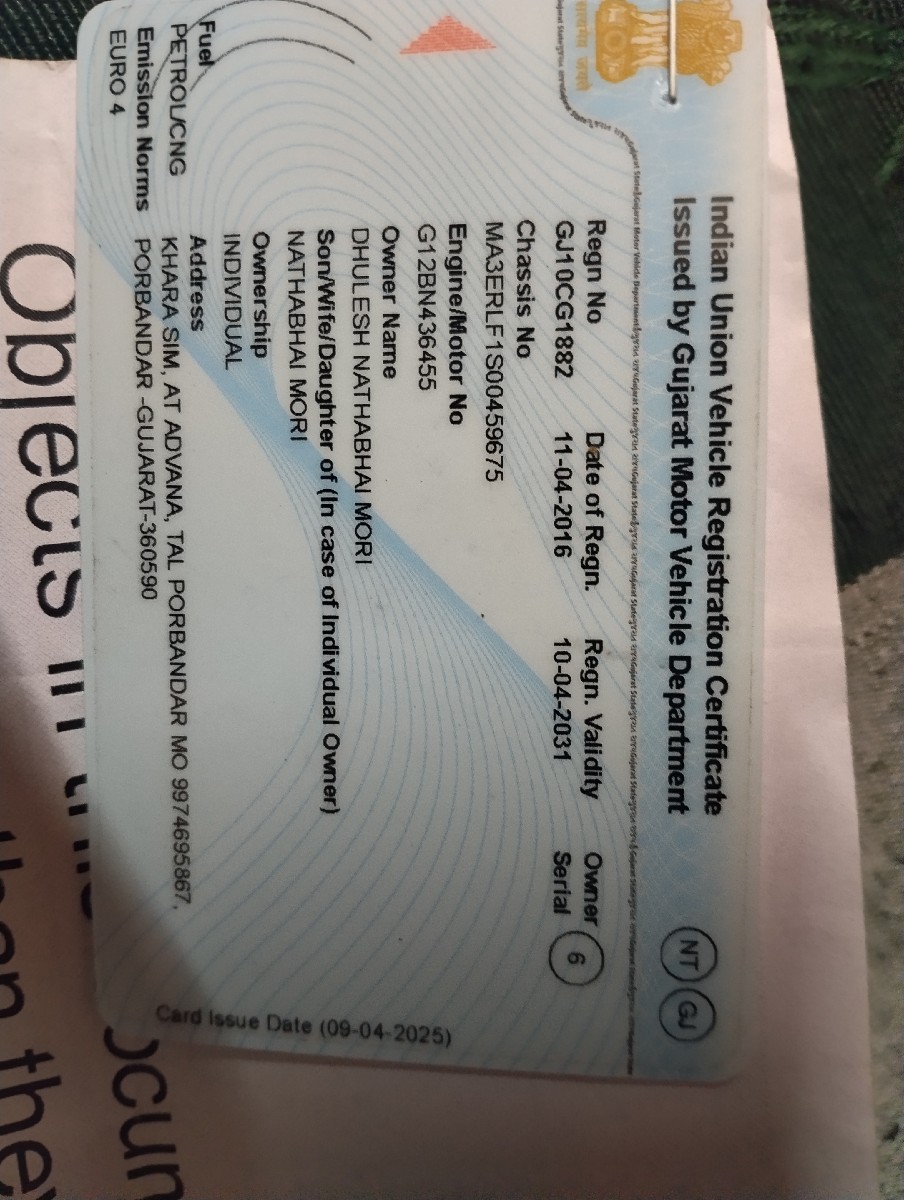 Indian Union Vehicle Registration Certificate
Issued by Gujarat Motor Vehicle Department
NT GJ
Regn No Date of Regn. Regn. Validity Owner
GJ10CG1882 11-04-2016 10-04-2031 Serial 6
Chassis No
MA3ERLF1S00459675
Engine/Motor No
G12BN436455
Owner Name
DHULESH NATHABHAI MORI
Son/Wife/Daughter of (In case of Individual Owner)
NATHABHAI MORI
Ownership
INDIVIDUAL
Fuel
PETROL/CNG
Emission Norms
EURO 4
Address
KHARA SIM, AT ADVANA, TAL PORBANDAR MO 9974695867,
PORBANDAR -GUJARAT-360590
Card Issue Date (09-04-2025)
Objects in